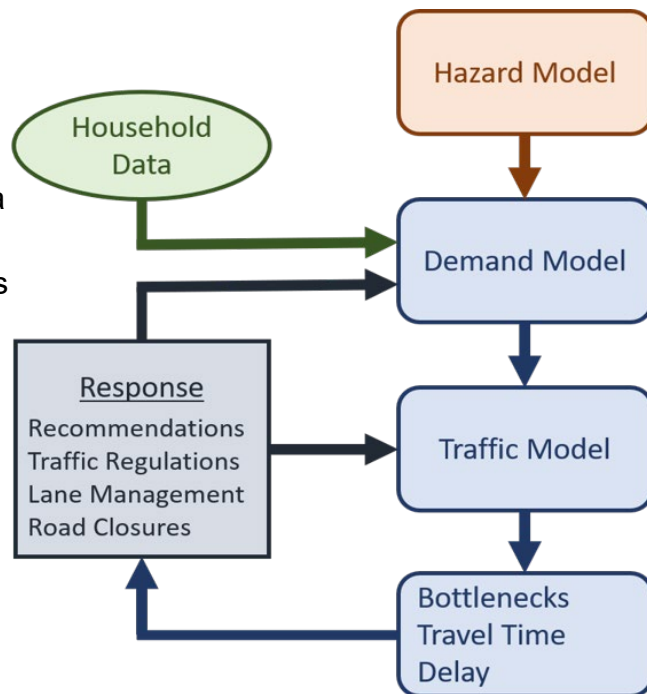 Hazard Model
Household
Data
a
Demand Model
s
Response
Recommendations
Traffic Regulations
Lane Management
Road Closures
Traffic Model
Bottlenecks
Travel Time
Delay